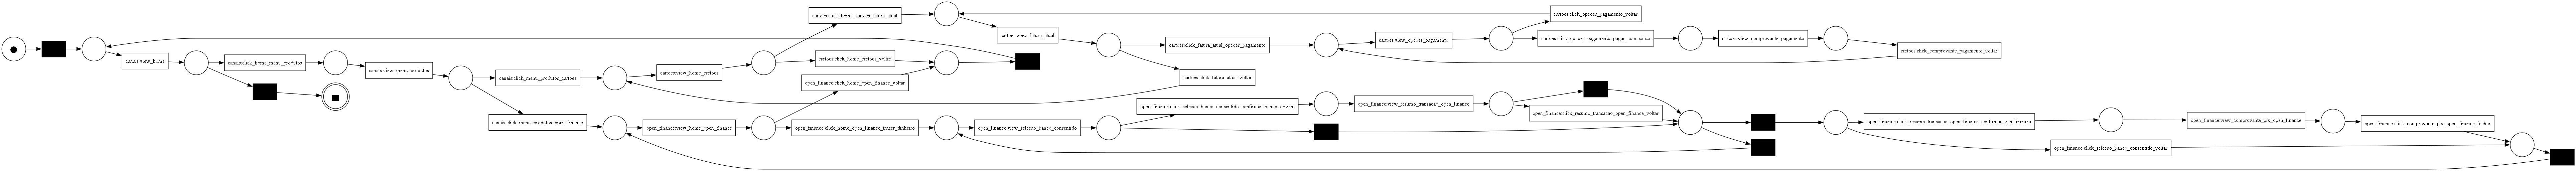 canais:view_home
canais:click_home_menu_produtos
canais:view_menu_produtos
canais:click_menu_produtos_cartoes
canais:click_menu_produtos_open_finance
cartoes:view_home_cartoes
cartoes:click_home_cartoes_fatura_atual
cartoes:click_home_cartoes_voltar
open_finance:click_home_open_finance_voltar
open_finance:view_home_open_finance
open_finance:click_home_open_finance_trazer_dinheiro
cartoes:view_fatura_atual
open_finance:view_selecao_banco_consentido
cartoes:click_fatura_atual_opcoes_pagamento
cartoes:click_fatura_atual_voltar
open_finance:click_selecao_banco_consentido_confirmar_banco_origem
cartoes:view_opcoes_pagamento
open_finance:view_resumo_transacao_open_finance
cartoes:click_opcoes_pagamento_voltar
cartoes:click_opcoes_pagamento_pagar_com_saldo
open_finance:click_resumo_transacao_open_finance_voltar
cartoes:view_comprovante_pagamento
cartoes:click_comprovante_pagamento_voltar
open_finance:click_resumo_transacao_open_finance_confirmar_transferencia
open_finance:click_selecao_banco_consentido_voltar
open_finance:view_comprovante_pix_open_finance
open_finance:click_comprovante_pix_open_finance_fechar